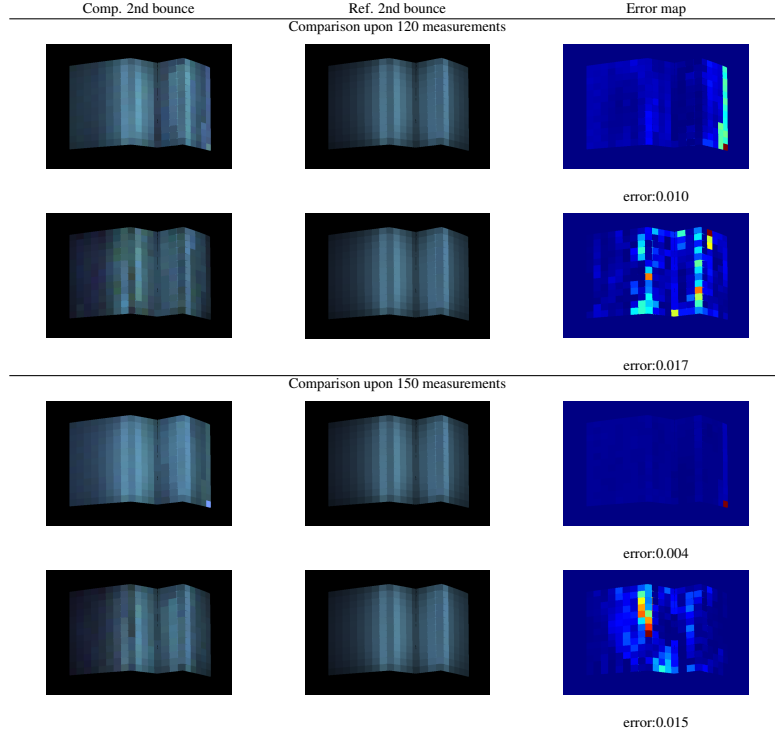 Comp. 2nd bounce Ref. 2nd bounce Error map
Comparison upon 120 measurements
error:0.010
error:0.017
Comparison upon 150 measurements
error:0.004
error:0.015